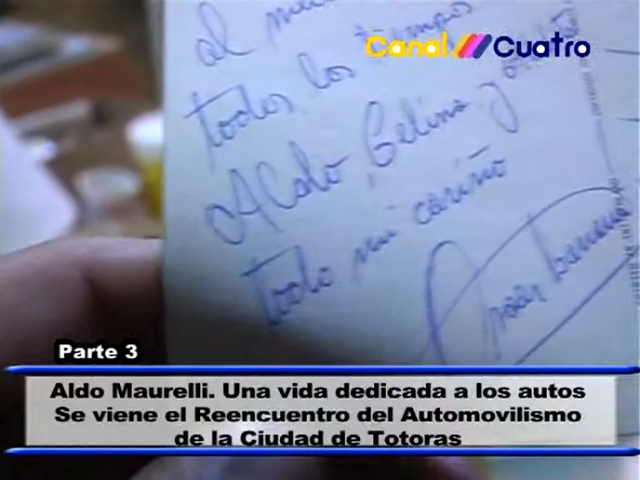 Canal Cuatro
al
todos los tiempos
Aldo, Celina y
todo mi cariño
Parte 3
Aldo Maurelli. Una vida dedicada a los autos
Se viene el Reencuentro del Automovilismo
de la Ciudad de Totoras